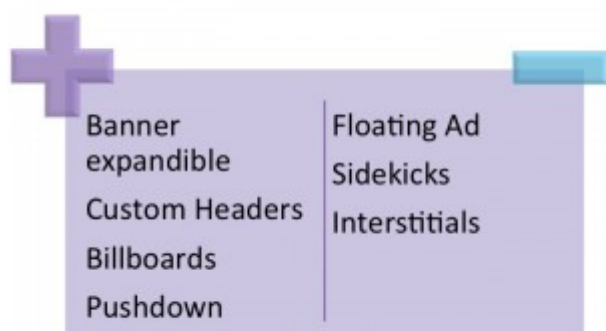 Banner
expandible
Custom Headers
Billboards
Pushdown
Floating Ad
Sidekicks
Interstitials